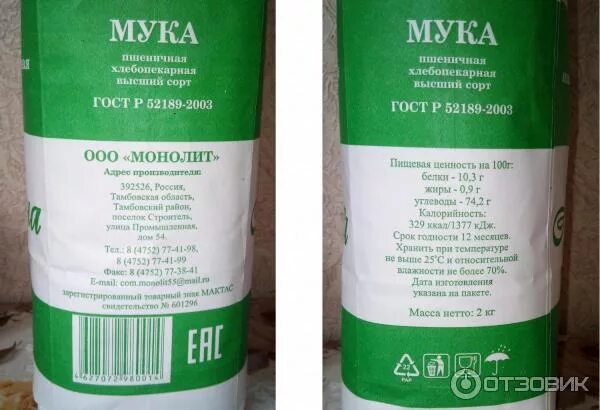 МУКА
пшеничная
хлебопекарная
высший сорт
ГОСТ Р 52189-2003
ООО «МОНОЛИТ»
Адрес производителя:
392526, Россия,
Тамбовская область,
Тамбовский район,
поселок Строитель,
улица Промышленная,
дом 54.
Тел.: 8 (4752) 77-41-98,
8 (4752) 77-41-99
Факс: 8 (4752) 77-38-41
E-mail: com.monolit55@mail.ru
зарегистрированный товарный знак МАКТАС
свидетельство № 601296
4627072980014
ЕАС
МУКА
пшеничная
хлебопекарная
высший сорт
ГОСТ Р 52189-2003
Пищевая ценность на 100г:
белки - 10,3 г
жиры - 0,9 г
углеводы - 74,2 г
Калорийность:
329 ккал/1377 кДж.
Срок годности 12 месяцев.
Хранить при температуре
не выше 25°С и относительной
влажности не более 70%.
Дата изготовления
указана на пакете.
Масса нетто: 2 кг
22
PAP
ОТЗОВИК